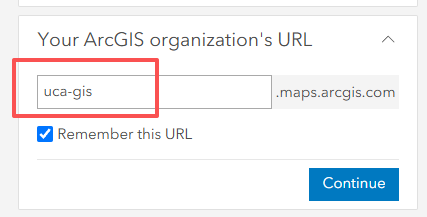 Your ArcGIS organization's URL
uca-gis .maps.arcgis.com
Remember this URL
Continue